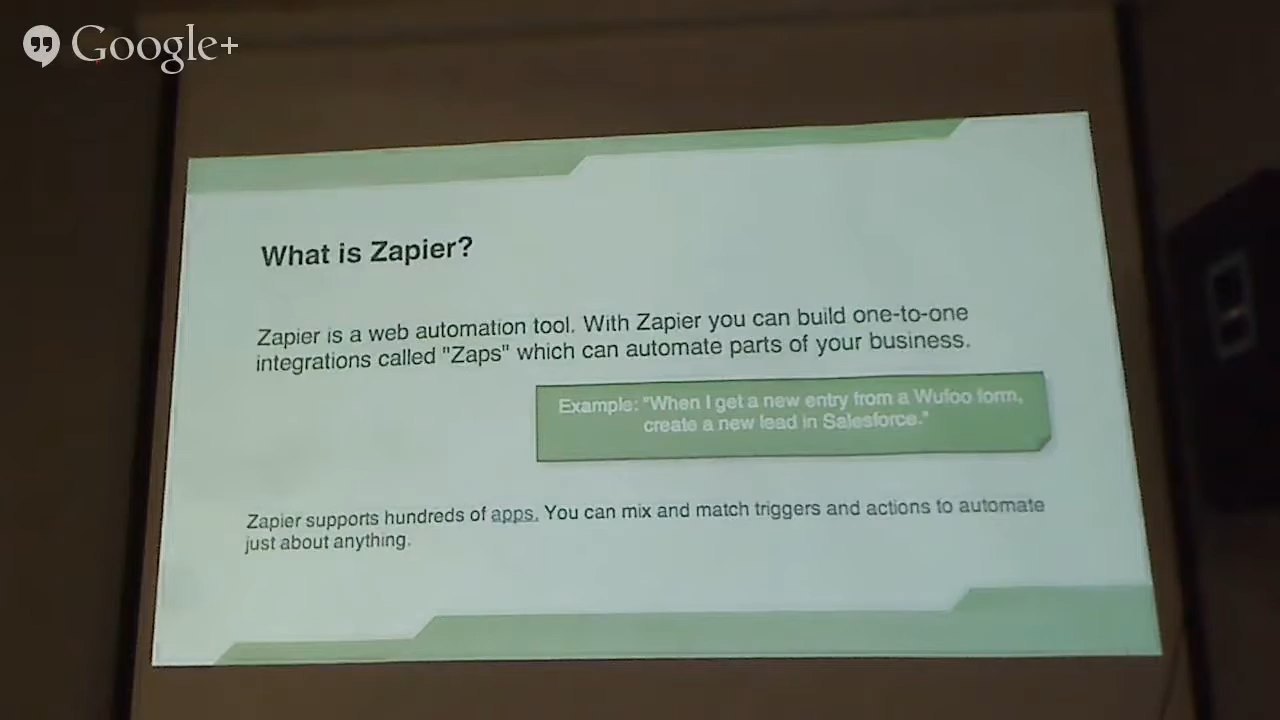 Google+
What is Zapier?
Zapier is a web automation tool. With Zapier you can build one-to-one
integrations called "Zaps" which can automate parts of your business.
Example: "When I get a new entry from a Wufoo form,
create a new lead in Salesforce."
Zapier supports hundreds of apps. You can mix and match triggers and actions to automate
just about anything.